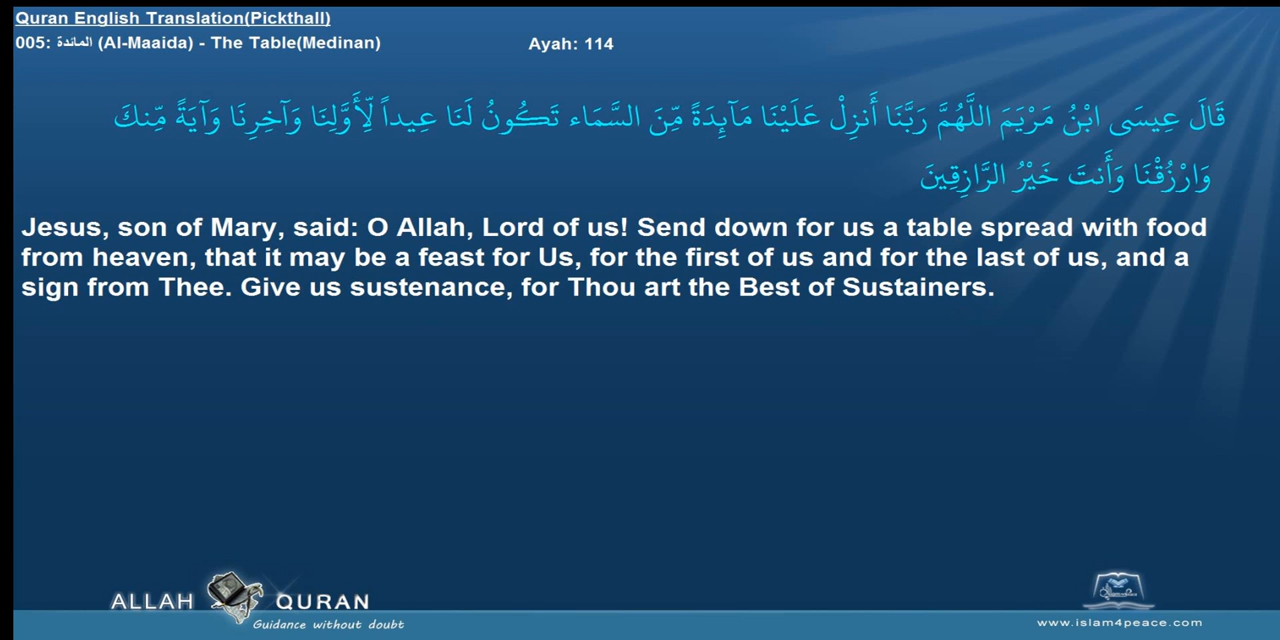 Quran English Translation(Pickthall)
005: المائدة (Al-Maaida) - The Table(Medinan) Ayah: 114
قَالَ عِيسَى ابْنُ مَرْيَمَ اللَّهُمَّ رَبَّنَا أَنزِلْ عَلَيْنَا مَآئِدَةً مِّنَ السَّمَاء تَكُونُ لَنَا عِيداً لِّأَوَّلِنَا وَآخِرِنَا وَآيَةً مِّنكَ
وَارْزُقْنَا وَأَنتَ خَيْرُ الرَّازِقِينَ
Jesus, son of Mary, said: O Allah, Lord of us! Send down for us a table spread with food
from heaven, that it may be a feast for Us, for the first of us and for the last of us, and a
sign from Thee. Give us sustenance, for Thou art the Best of Sustainers.
ALLAH QURAN
Guidance without doubt
www.islam4peace.com